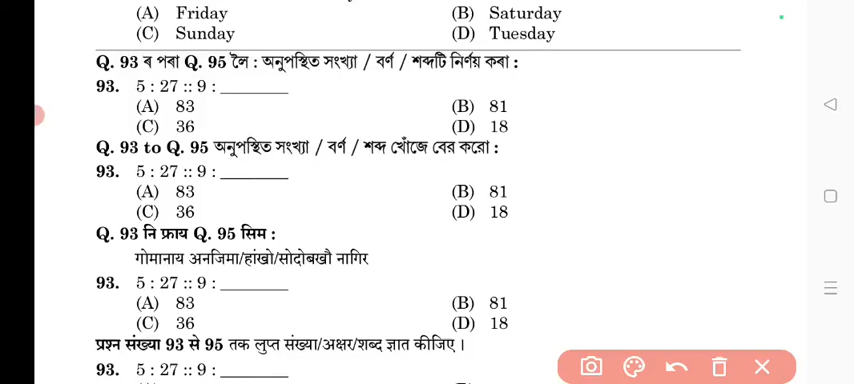 (A) Friday (B) Saturday
(C) Sunday (D) Tuesday
Q. 93 ৰ পৰা Q. 95 লৈ : অনুপস্থিত সংখ্যা / বৰ্ণ / শব্দটি নিৰ্ণয় কৰা :
93. 5 : 27 :: 9 : ________
(A) 83 (B) 81
(C) 36 (D) 18
Q. 93 to Q. 95 অনুপস্থিত সংখ্যা / বর্ণ / শব্দ খোঁজে বের করো :
93. 5 : 27 :: 9 : ________
(A) 83 (B) 81
(C) 36 (D) 18
Q. 93 नि फ्राय Q. 95 सिम :
गोमानाय अनजिमा/हांखो/सोदोबखौ नागिर
93. 5 : 27 :: 9 : ________
(A) 83 (B) 81
(C) 36 (D) 18
प्रश्न संख्या 93 से 95 तक लुप्त संख्या/अक्षर/शब्द ज्ञात कीजिए ।
93. 5 : 27 :: 9 : ________